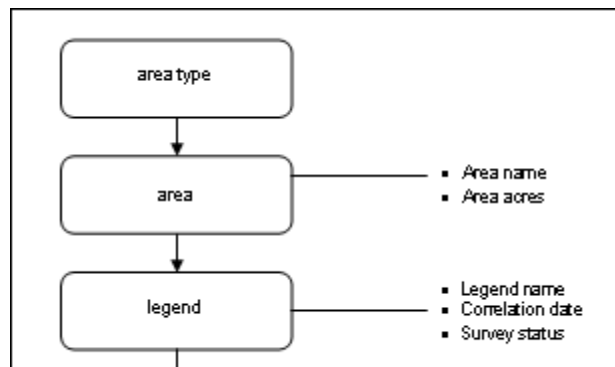 area type
area
▪ Area name
▪ Area acres
legend
▪ Legend name
▪ Correlation date
▪ Survey status